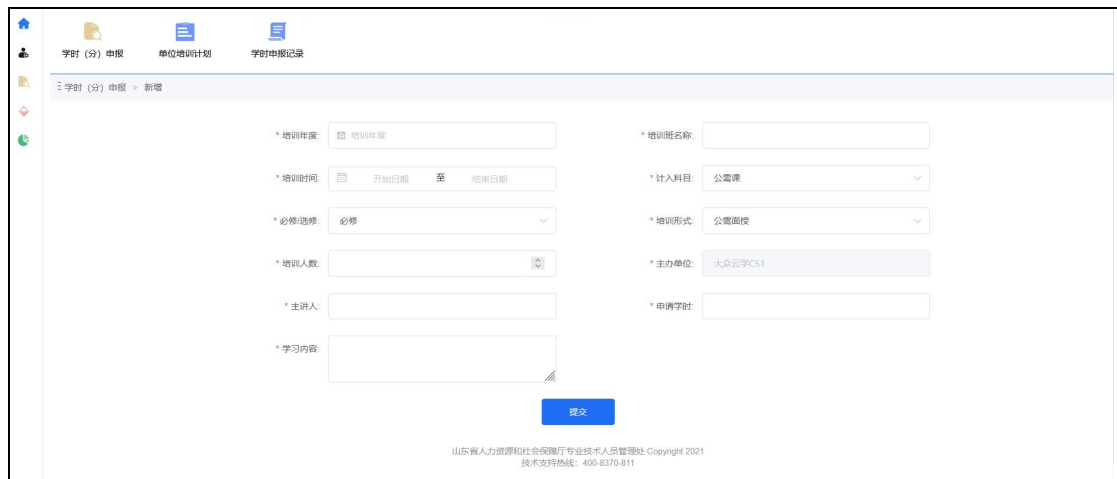 学时（分）申报 单位培训计划 学时申报记录
学时（分）申报 > 新增
* 培训年度: 培训年度 * 培训班名称:
* 培训时间: 开始日期 至 结束日期 * 计入科目: 公需课
* 必修/选修: 必修 * 培训形式: 公需面授
* 培训人数: * 主办单位: 大众云学CS1
* 主讲人: * 申请学时:
* 学习内容:
提交
山东省人力资源和社会保障厅专业技术人员管理处 Copyright 2021
技术支持热线：400-8370-811